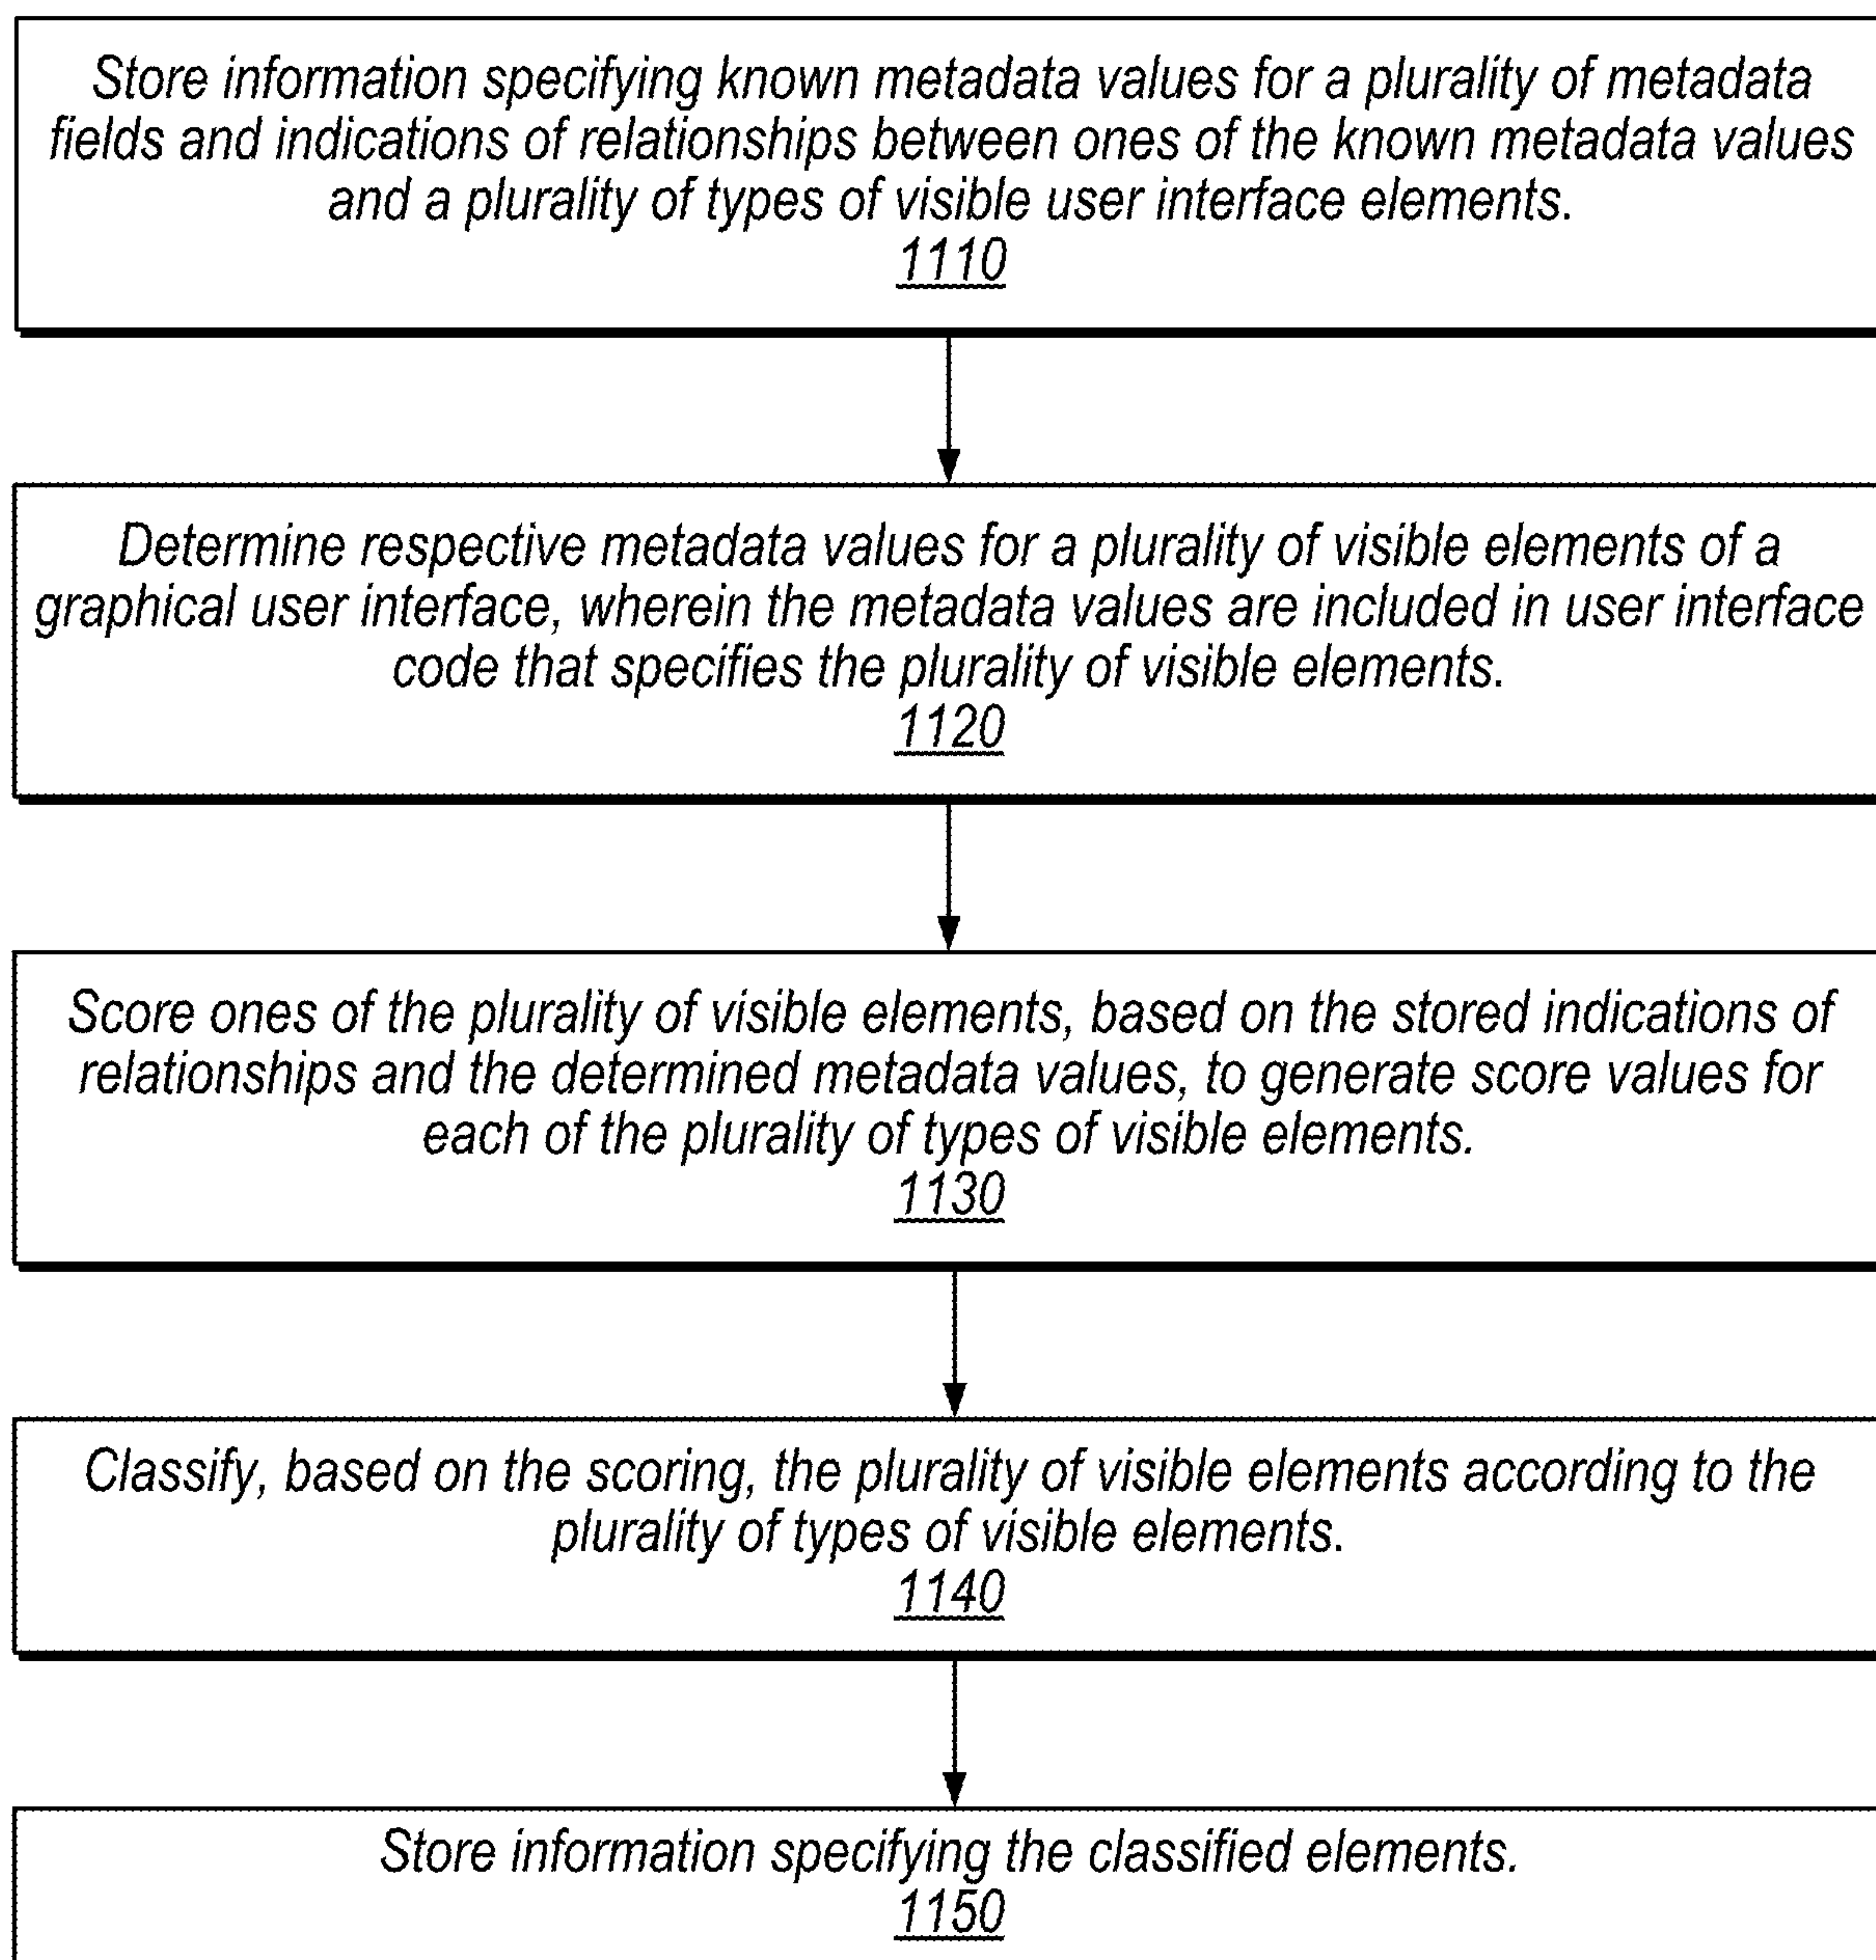 Store information specifying known metadata values for a plurality of metadata
fields and indications of relationships between ones of the known metadata values
and a plurality of types of visible user interface elements.
1110
Determine respective metadata values for a plurality of visible elements of a
graphical user interface, wherein the metadata values are included in user interface
code that specifies the plurality of visible elements.
1120
Score ones of the plurality of visible elements, based on the stored indications of
relationships and the determined metadata values, to generate score values for
each of the plurality of types of visible elements.
1130
Classify, based on the scoring, the plurality of visible elements according to the
plurality of types of visible elements.
1140
Store information specifying the classified elements.
1150